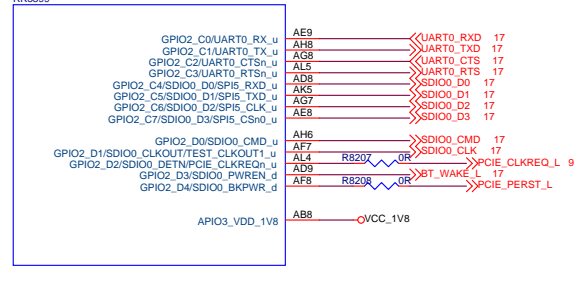 GPIO2_C0/UART0_RX_u AE9 UART0_RXD 17
GPIO2_C1/UART0_TX_u AH8 UART0_TXD 17
GPIO2_C2/UART0_CTSn_u AG8 UART0_CTS 17
GPIO2_C3/UART0_RTSn_u AL5 UART0_RTS 17
GPIO2_C4/SDIO0_D0/SPI5_RXD_u AD8 SDIO0_D0 17
GPIO2_C5/SDIO0_D1/SPI5_TXD_u AK5 SDIO0_D1 17
GPIO2_C6/SDIO0_D2/SPI5_CLK_u AG7 SDIO0_D2 17
GPIO2_C7/SDIO0_D3/SPI5_CSn0_u AE8 SDIO0_D3 17
GPIO2_D0/SDIO0_CMD_u AH6 SDIO0_CMD 17
GPIO2_D1/SDIO0_CLKOUT/TEST_CLKOUT1_u AF7 SDIO0_CLK 17
GPIO2_D2/SDIO0_DETN/PCIE_CLKREQn_u AL4 R8207 0R PCIE_CLKREQ_L 9
GPIO2_D3/SDIO0_PWREN_d AD9 BT_WAKE_L 17
GPIO2_D4/SDIO0_BKPWR_d AF8 R8208 0R PCIE_PERST_L
APIO3_VDD_1V8 AB8 VCC_1V8